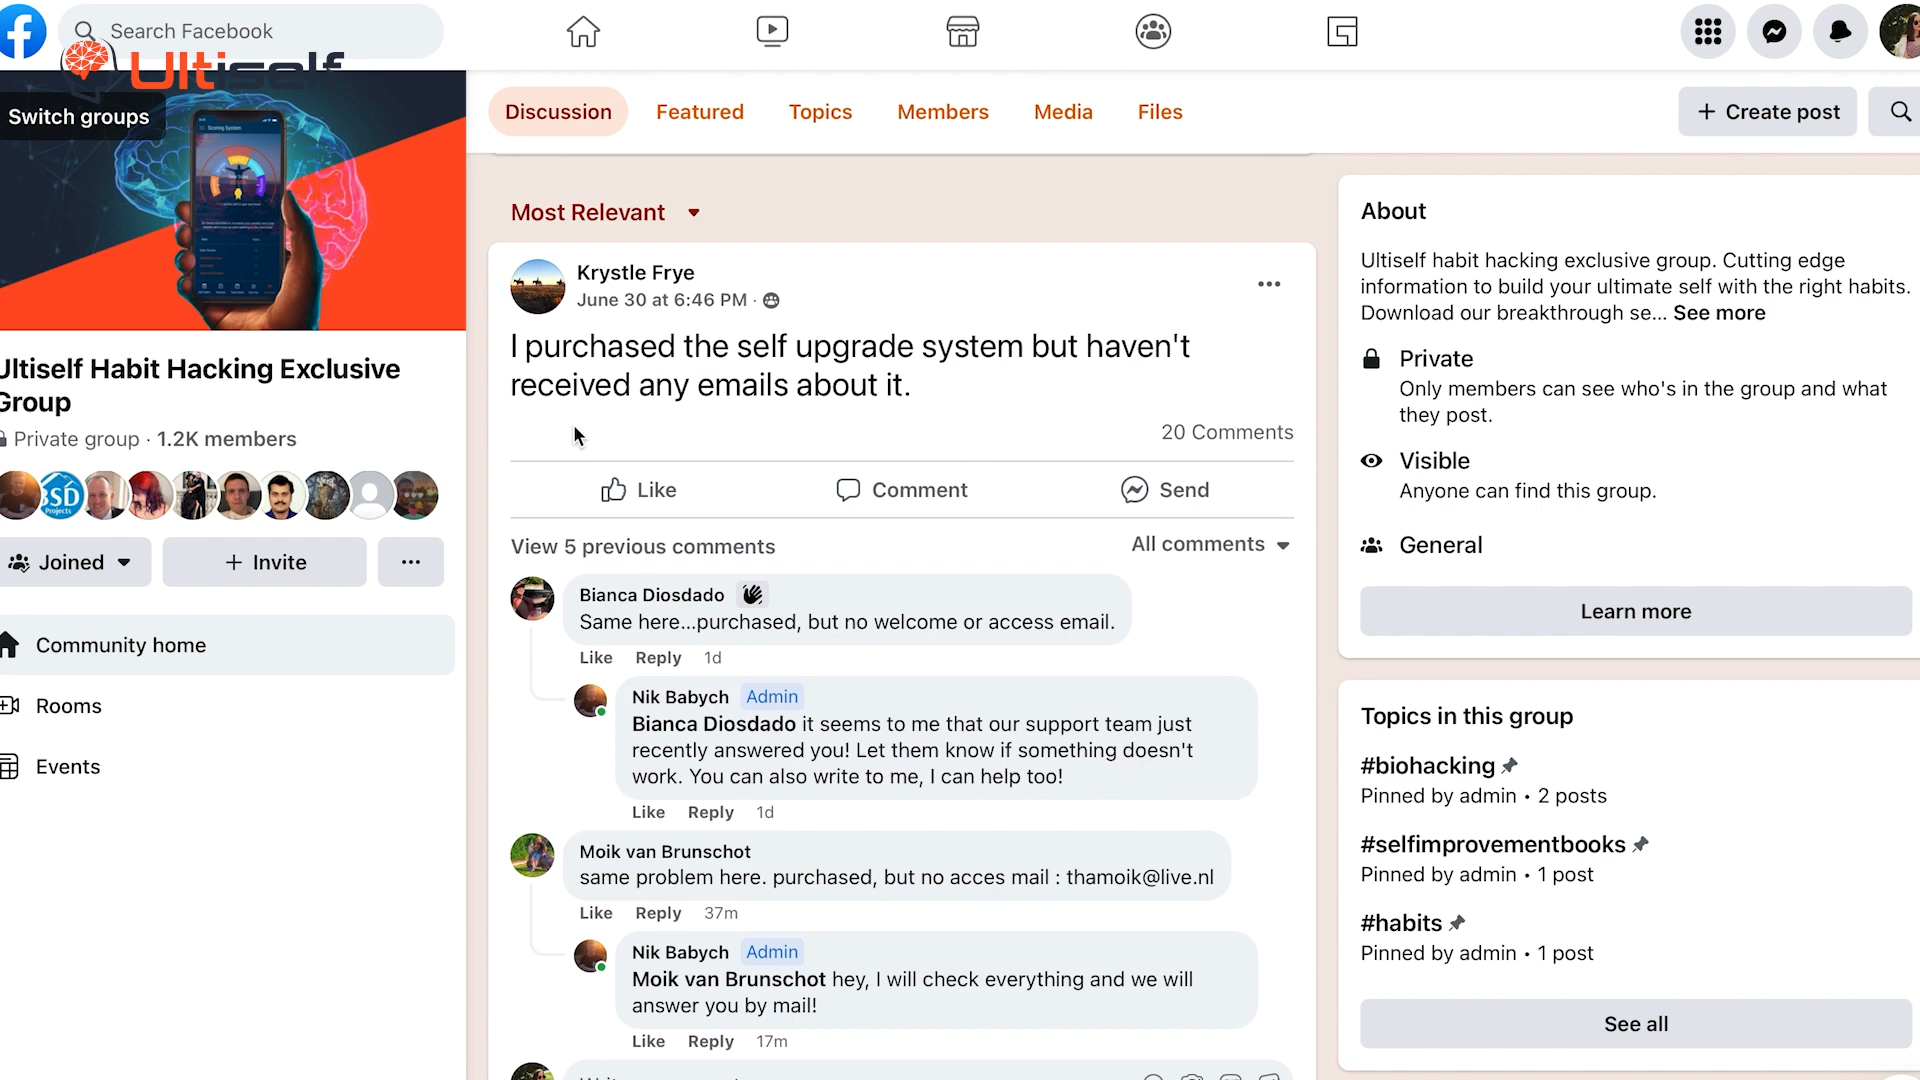 Search Facebook
Ultiself
Switch groups
Scoring System
Discussion
Featured
Topics
Members
Media
Files
+ Create post
Ultiself Habit Hacking Exclusive
Group
Private group · 1.2K members
BSD
Projects
Joined
+ Invite
Community home
Rooms
Events
Most Relevant
Krystle Frye
June 30 at 6:46 PM ·
I purchased the self upgrade system but haven't
received any emails about it.
20 Comments
Like
Comment
Send
View 5 previous comments
All comments
Bianca Diosdado
Same here...purchased, but no welcome or access email.
Like Reply 1d
Nik Babych Admin
Bianca Diosdado it seems to me that our support team just
recently answered you! Let them know if something doesn't
work. You can also write to me, I can help too!
Like Reply 1d
Moik van Brunschot
same problem here. purchased, but no acces mail : thamoik@live.nl
Like Reply 37m
Nik Babych Admin
Moik van Brunschot hey, I will check everything and we will
answer you by mail!
Like Reply 17m
About
Ultiself habit hacking exclusive group. Cutting edge
information to build your ultimate self with the right habits.
Download our breakthrough se... See more
Private
Only members can see who's in the group and what
they post.
Visible
Anyone can find this group.
General
Learn more
Topics in this group
#biohacking
Pinned by admin • 2 posts
#selfimprovementbooks
Pinned by admin • 1 post
#habits
Pinned by admin • 1 post
See all